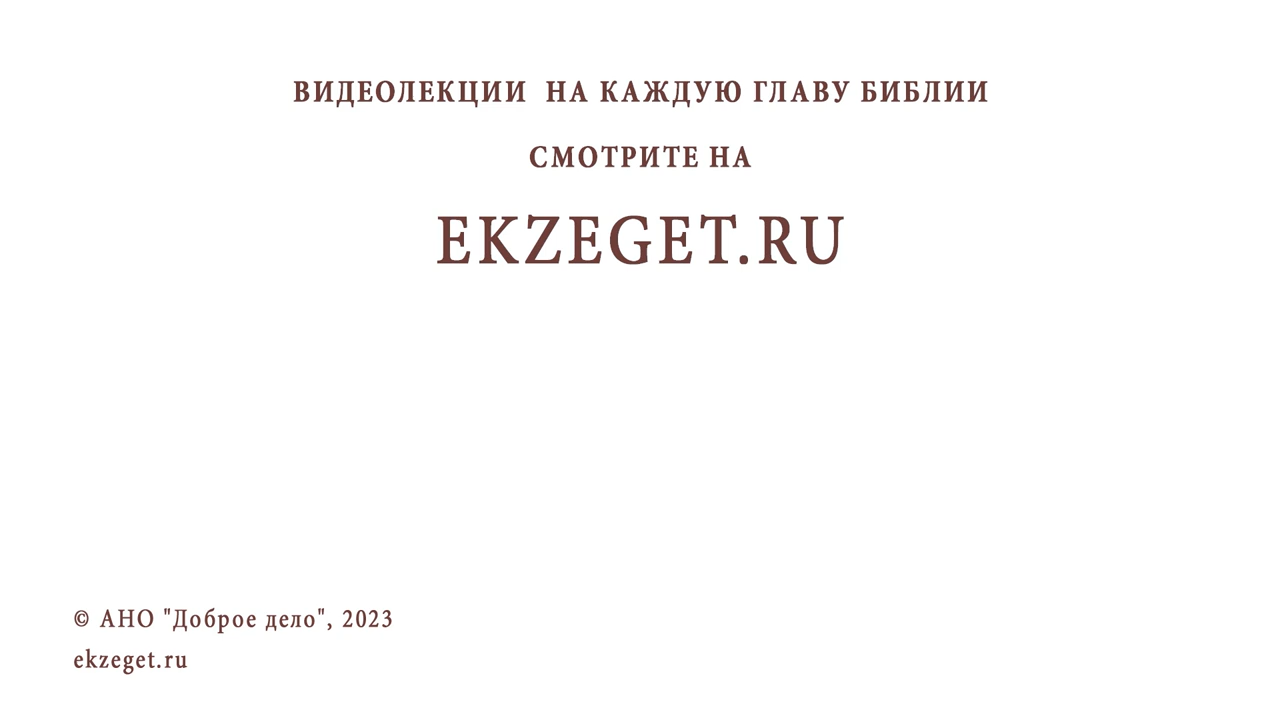 ВИДЕОЛЕКЦИИ НА КАЖДУЮ ГЛАВУ БИБЛИИ
СМОТРИТЕ НА
EKZEGET.RU
© АНО "Доброе дело", 2023
ekzeget.ru